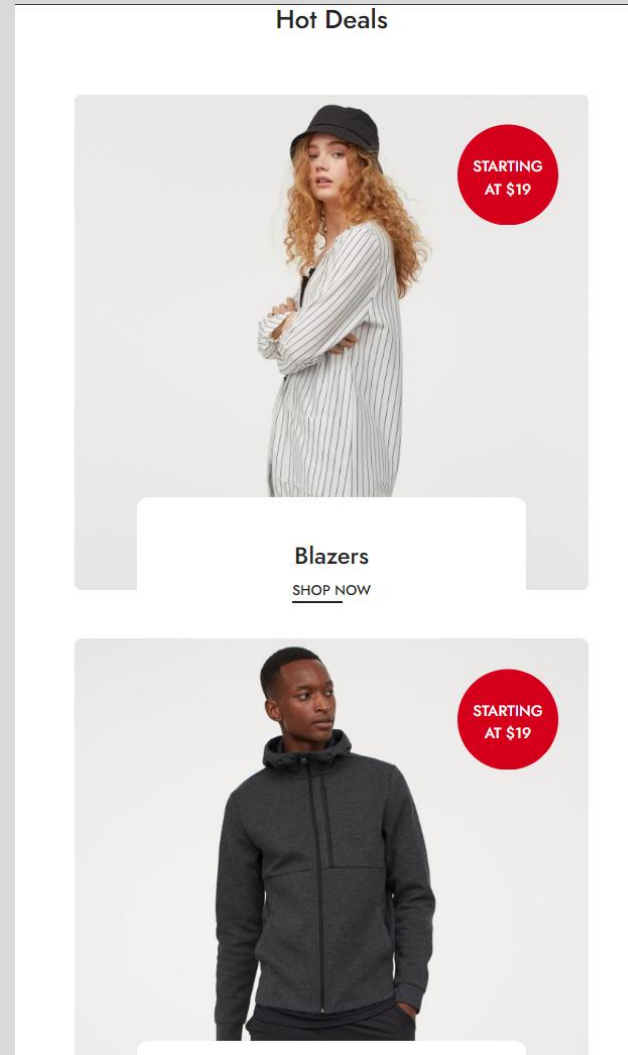 Hot Deals
STARTING
AT $19
Blazers
SHOP NOW
STARTING
AT $19